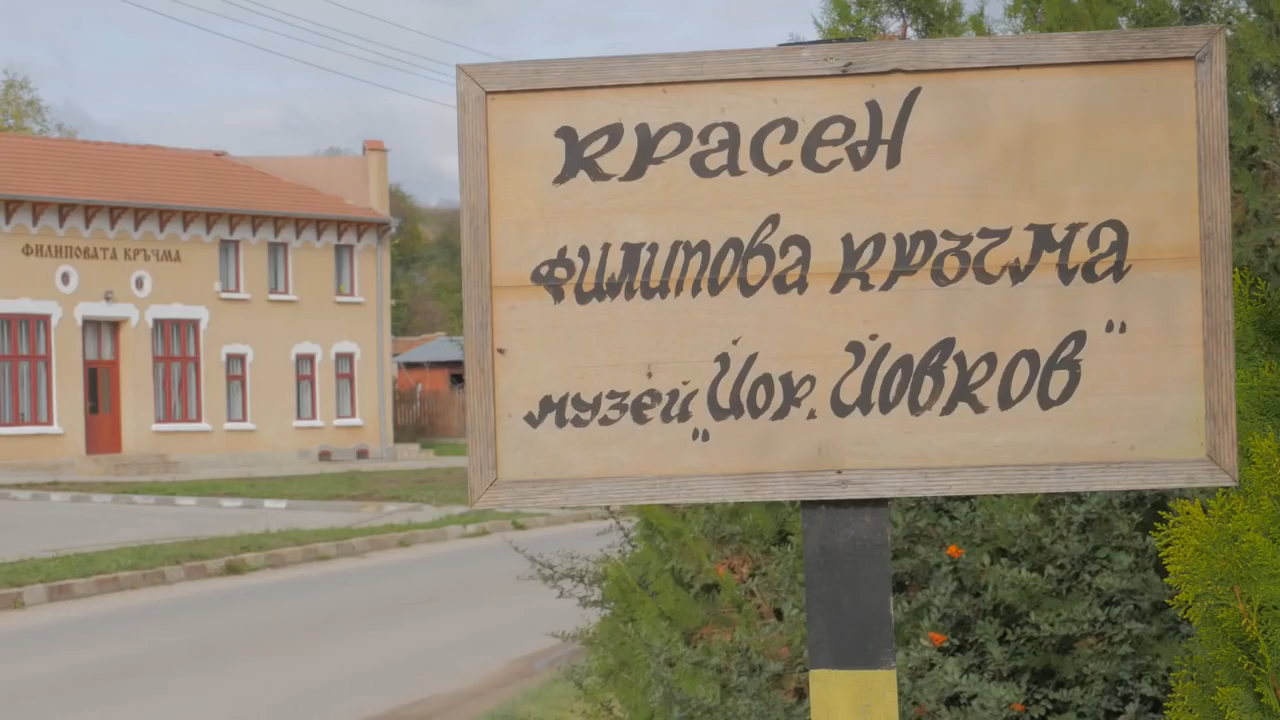 ФИЛИПОВАТА КРЪЧМА
КРАСЕН
ФИЛИПОВА КРЪЧМА
музей „Йор. Йовков“